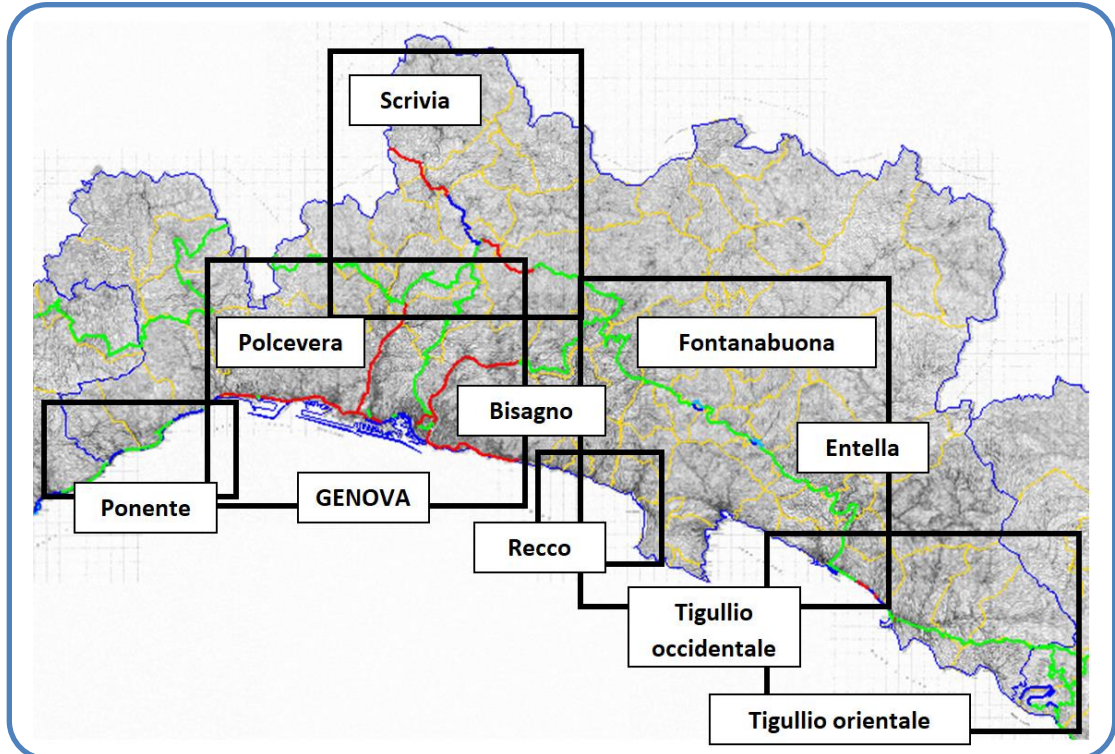 Scrivia
Polcevera
Fontanabuona
Bisagno
Entella
Ponente
GENOVA
Recco
Tigullio
occidentale
Tigullio orientale